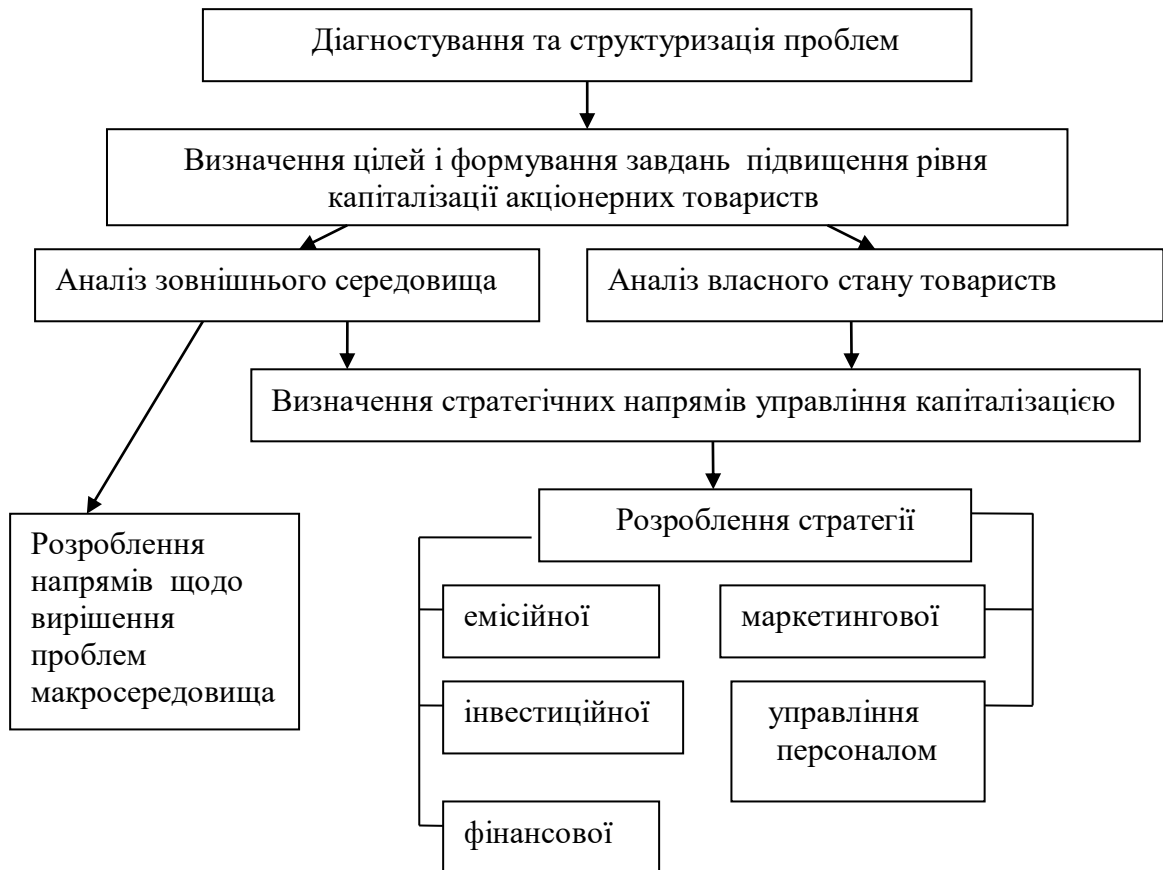 Діагностування та структуризація проблем
Визначення цілей і формування завдань підвищення рівня
капіталізації акціонерних товариств
Аналіз зовнішнього середовища
Аналіз власного стану товариств
Визначення стратегічних напрямів управління капіталізацією
Розроблення
напрямів щодо
вирішення
проблем
макросередовища
Розроблення стратегії
емісійної
маркетингової
інвестиційної
управління
персоналом
фінансової